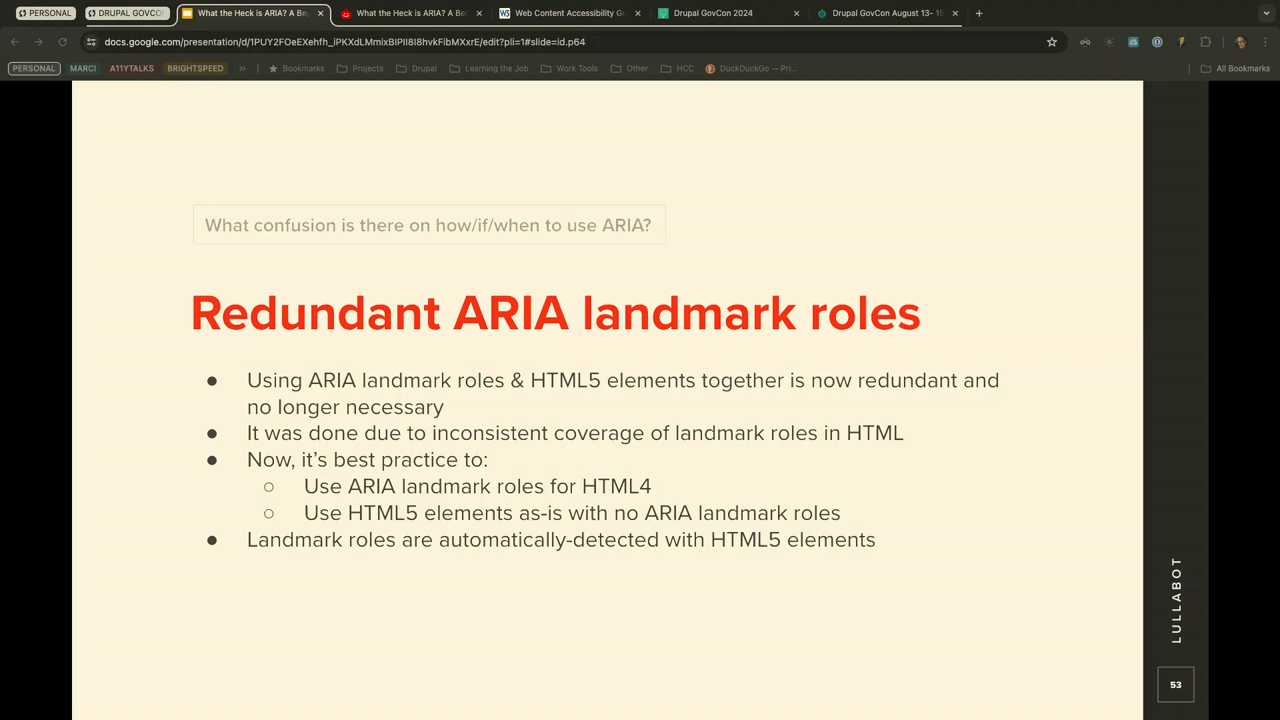 PERSONAL
DRUPAL GOVCO
What the Heck is ARIA? A Be
What the Heck is ARIA? A Be
Web Content Accessibility Gu
Drupal GovCon 2024
Drupal GovCon August 13- 1
docs.google.com/presentation/d/1PUY2FOeEXehfh_iPKXdLMmixBIPII8I8hvkFibMXxrE/edit?pli=1#slide=id.p64
PERSONAL
MARCI
A11YTALKS
BRIGHTSPEED
Bookmarks
Projects
Drupal
Learning the Job
Work Tools
Other
HCC
DuckDuckGo — Pri...
All Bookmarks
What confusion is there on how/if/when to use ARIA?
Redundant ARIA landmark roles
● Using ARIA landmark roles & HTML5 elements together is now redundant and
no longer necessary
● It was done due to inconsistent coverage of landmark roles in HTML
● Now, it’s best practice to:
○ Use ARIA landmark roles for HTML4
○ Use HTML5 elements as-is with no ARIA landmark roles
● Landmark roles are automatically-detected with HTML5 elements
LULLABOT
53